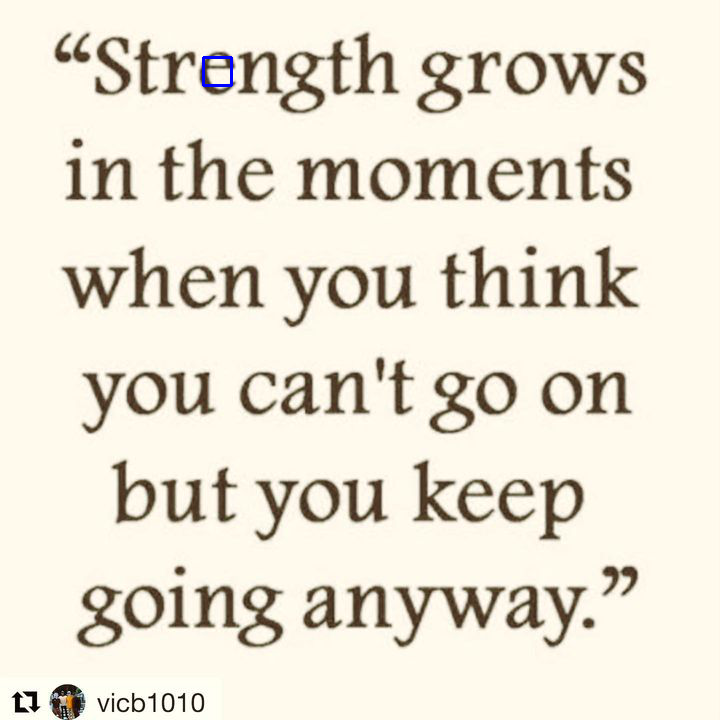 “Strength grows
in the moments
when you think
you can't go on
but you keep
going anyway.”
vicb1010